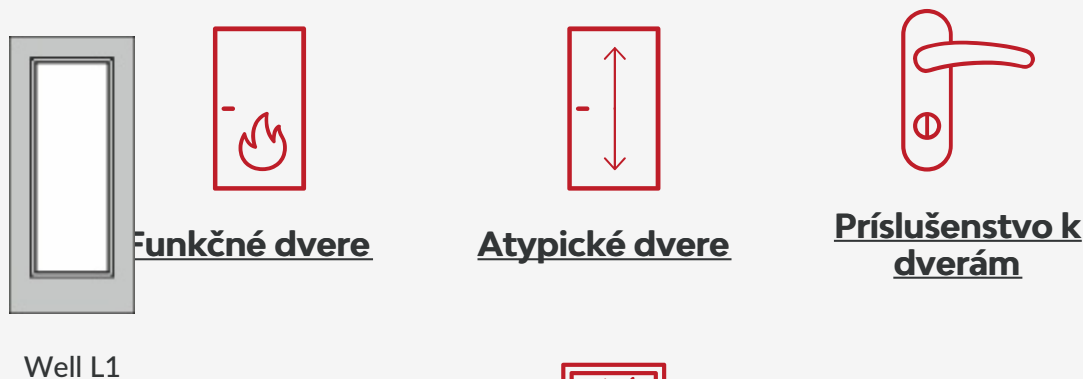 Funkčné dvere
Atypické dvere
Príslušenstvo k
dverám
Well L1